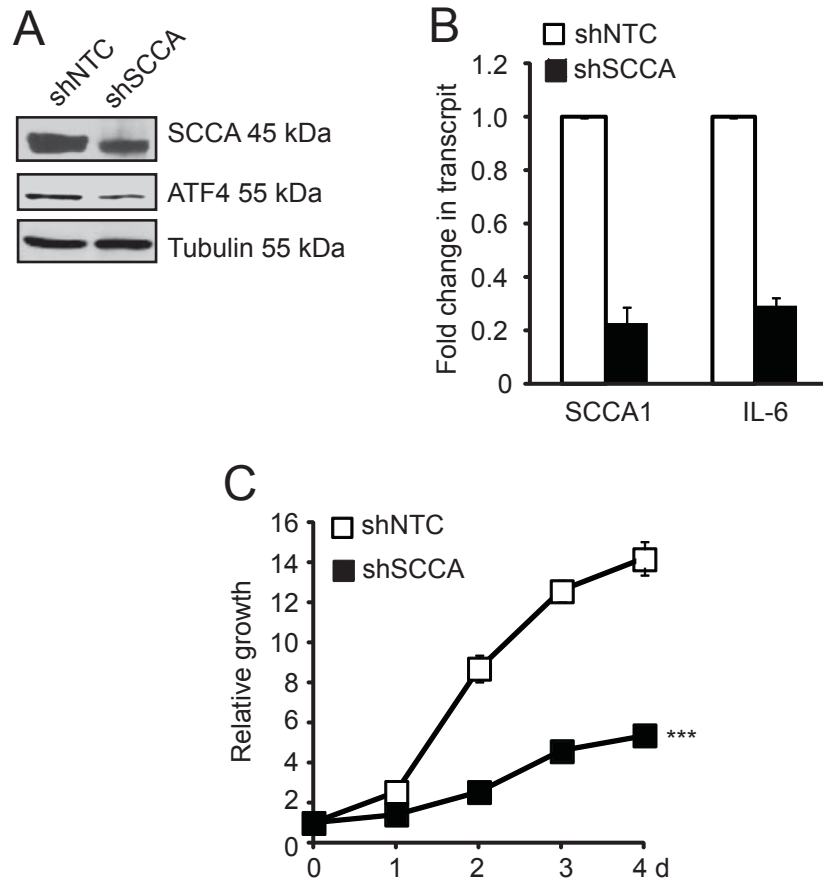 A
shNTC
shSCCA
SCCA 45 kDa
ATF4 55 kDa
Tubulin 55 kDa
B
shNTC
shSCCA
Fold change in transcrpit
1.2
1.0
0.8
0.6
0.4
0.2
0
SCCA1
IL-6
C
shNTC
shSCCA
Relative growth
16
14
12
10
8
6
4
2
0
***
0
1
2
3
4 d